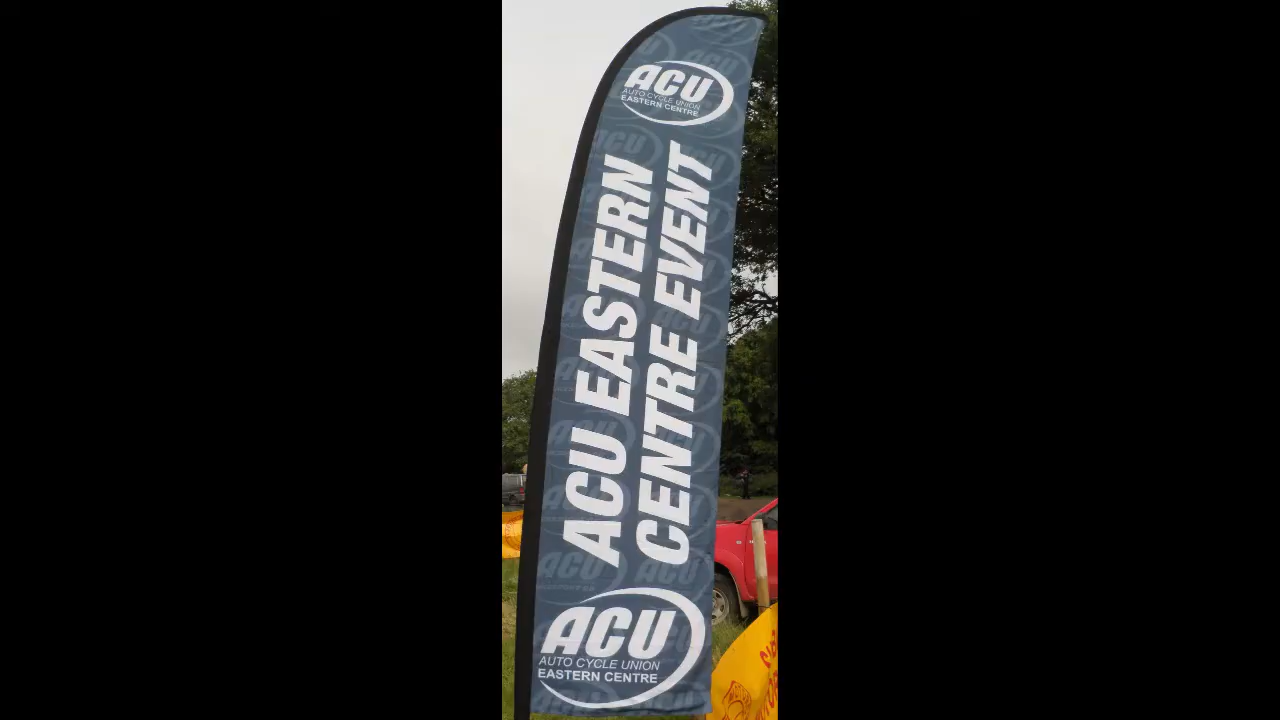 ACU
AUTO CYCLE UNION
EASTERN CENTRE
ACU EASTERN
CENTRE EVENT
ACU
AUTO CYCLE UNION
EASTERN CENTRE